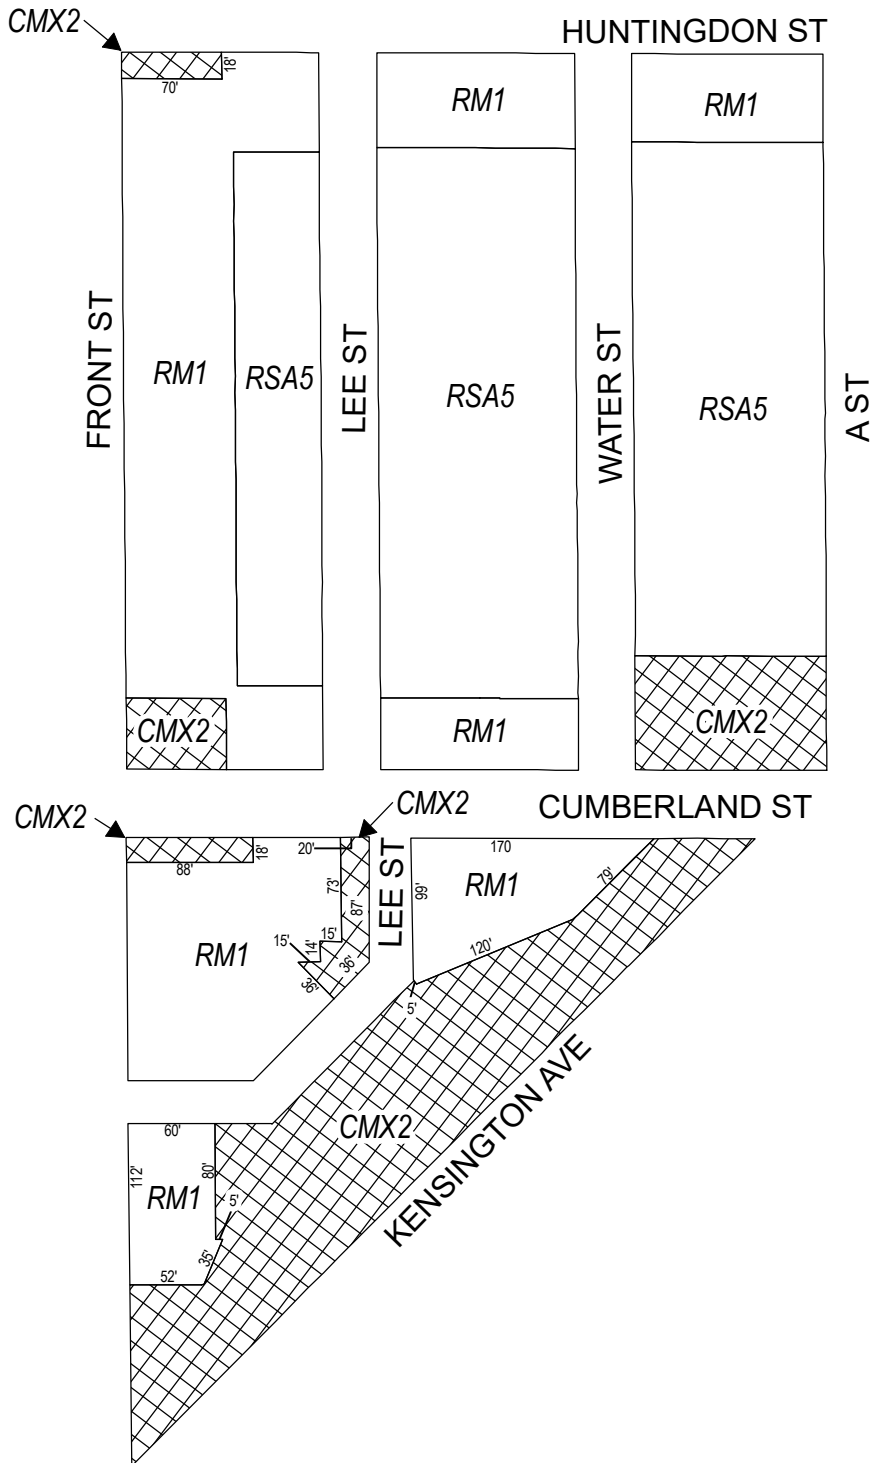 CMX2
HUNTINGDON ST
18'
70'
RM1
RM1
FRONT ST
RM1
RSA5
LEE ST
RSA5
WATER ST
RSA5
A ST
CMX2
RM1
CMX2
CMX2
CMX2
CUMBERLAND ST
88'
18'
20'
73'
87'
LEE ST
170
99'
RM1
79'
15'
14'
15'
RM1
36'
36'
120'
5'
KENSINGTON AVE
CMX2
60'
112'
80'
RM1
5'
35'
52'